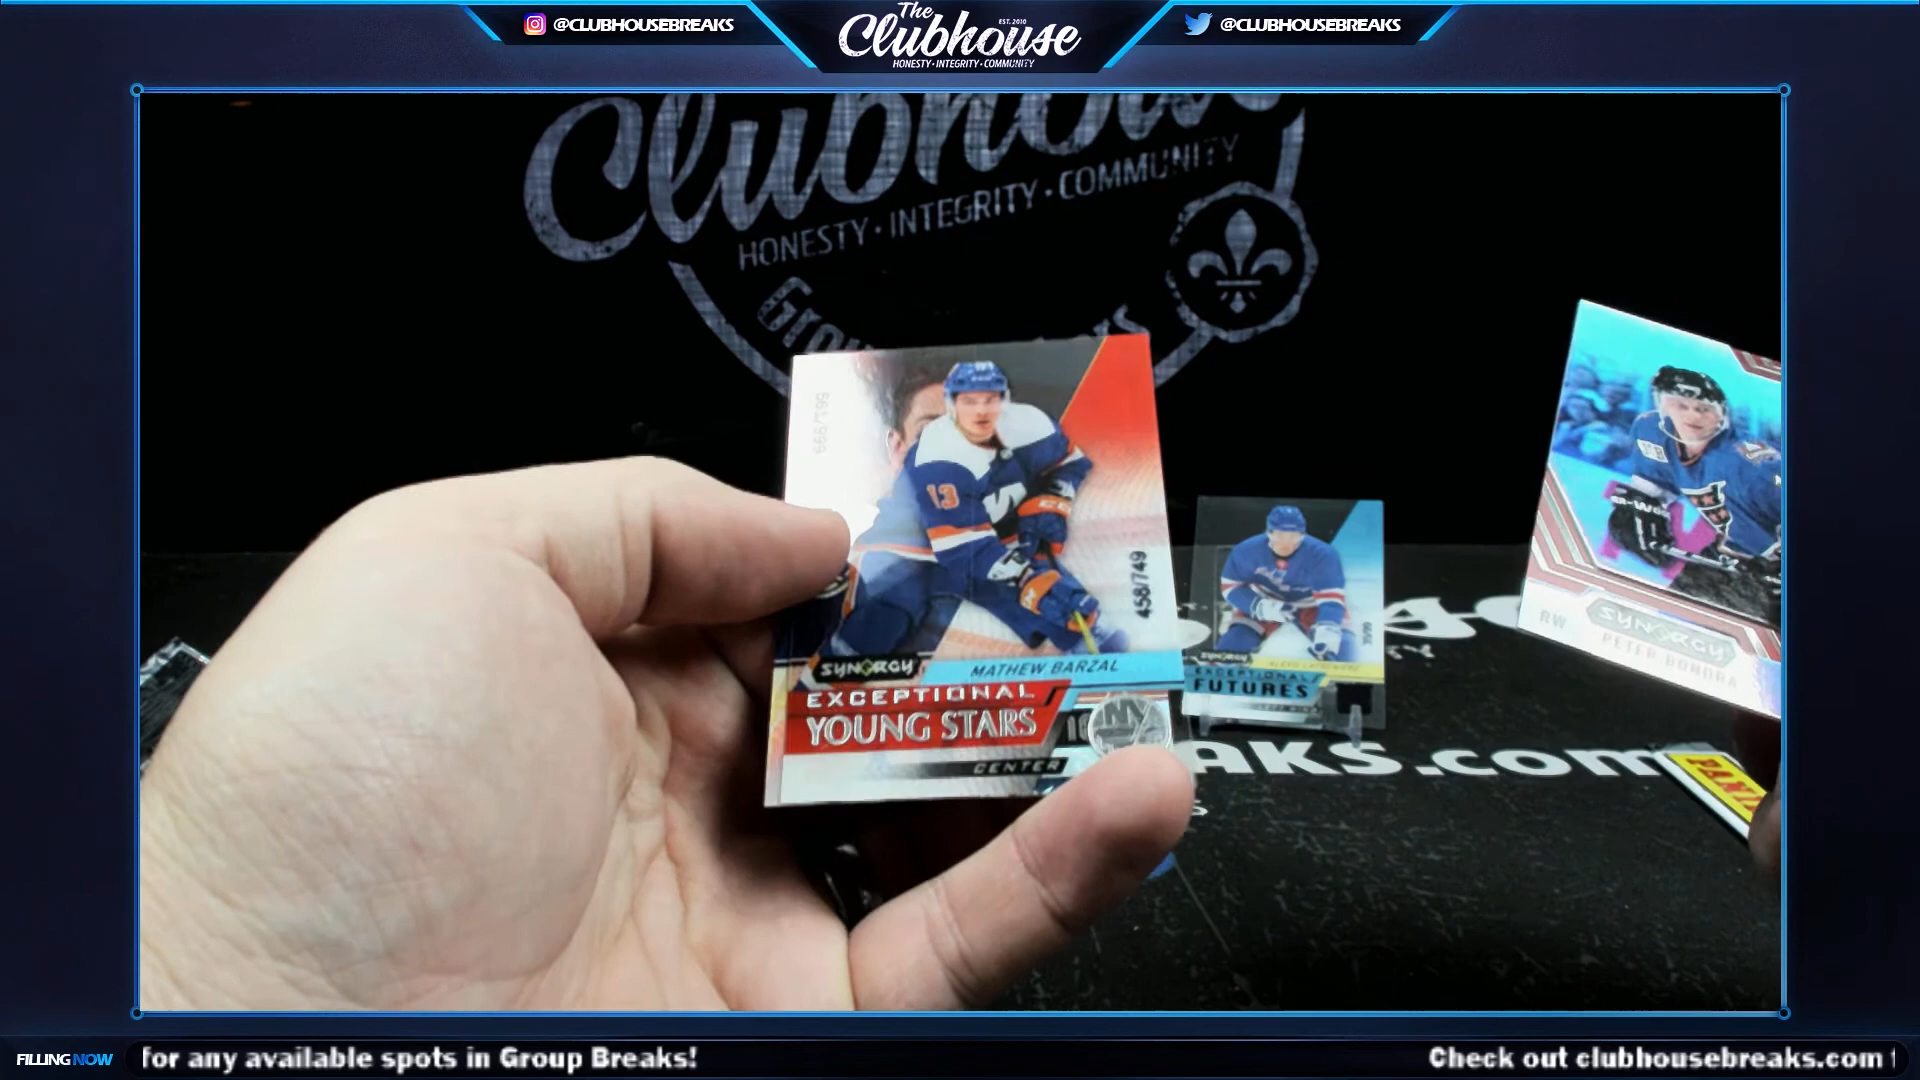 @CLUBHOUSEBREAKS
The
EST. 2010
Clubhouse
HONESTY • INTEGRITY • COMMUNITY
@CLUBHOUSEBREAKS
Clubhouse
HONESTY • INTEGRITY • COMMUNITY
13
458/749
SYNERGY
MATHEW BARZAL
EXCEPTIONAL
YOUNG STARS
CENTER
EXCEPTIONAL
FUTURES
RW
SYNERGY
PETER BONDRA
AKS.com
PANINI
FILLING NOW
for any available spots in Group Breaks!
Check out clubhousebreaks.com